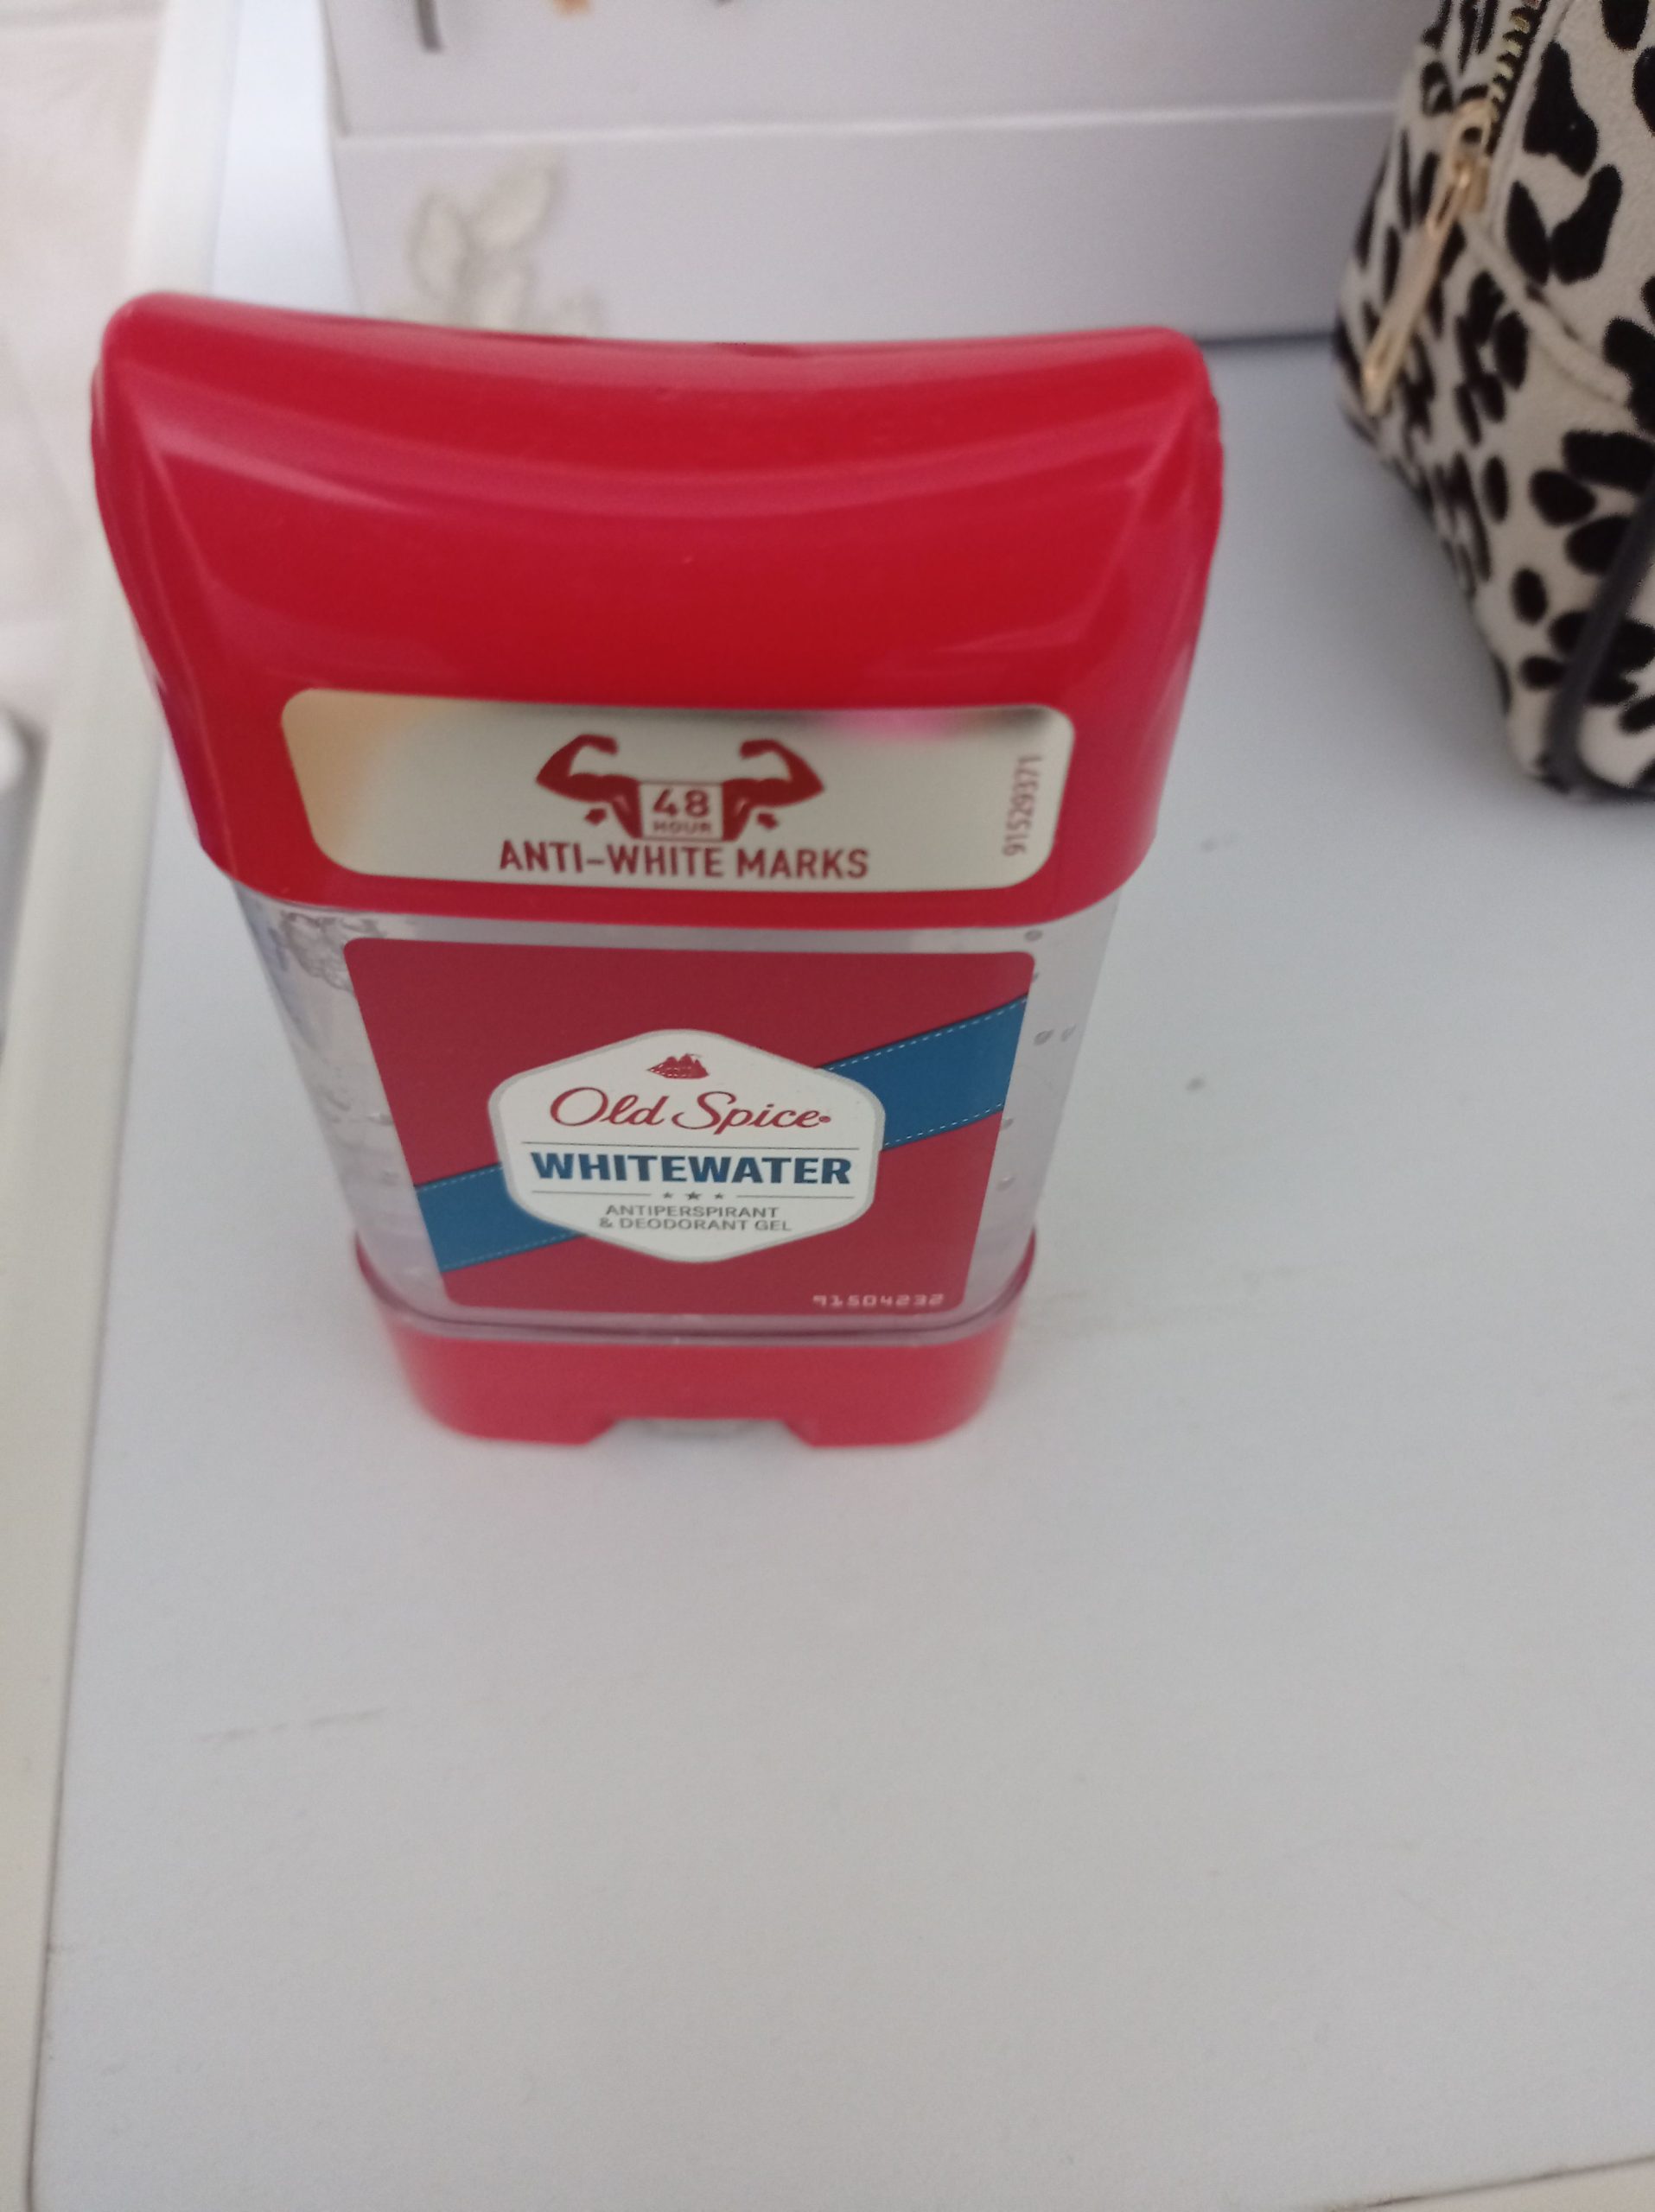 48
HOUR
ANTI-WHITE MARKS
91529371
Old Spice
WHITEWATER
ANTIPERSPIRANT
& DEODORANT GEL
91504232